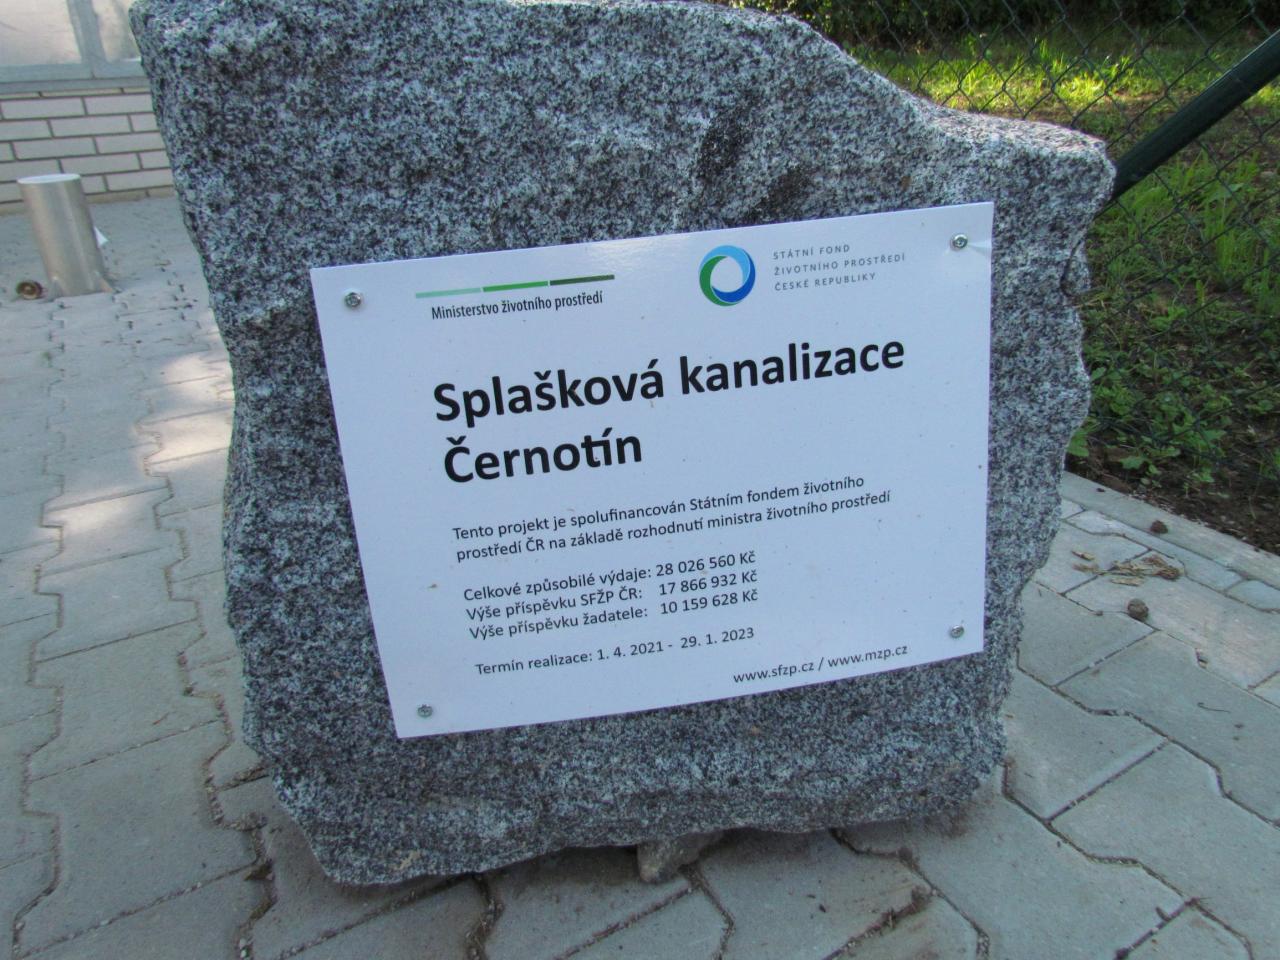 Ministerstvo životního prostředí
STÁTNÍ FOND
ŽIVOTNÍHO PROSTŘEDÍ
ČESKÉ REPUBLIKY
Splašková kanalizace
Černotín
Tento projekt je spolufinancován Státním fondem životního
prostředí ČR na základě rozhodnutí ministra životního prostředí
Celkové způsobilé výdaje: 28 026 560 Kč
Výše příspěvku SFŽP ČR: 17 866 932 Kč
Výše příspěvku žadatele: 10 159 628 Kč
Termín realizace: 1. 4. 2021 - 29. 1. 2023
www.sfzp.cz / www.mzp.cz